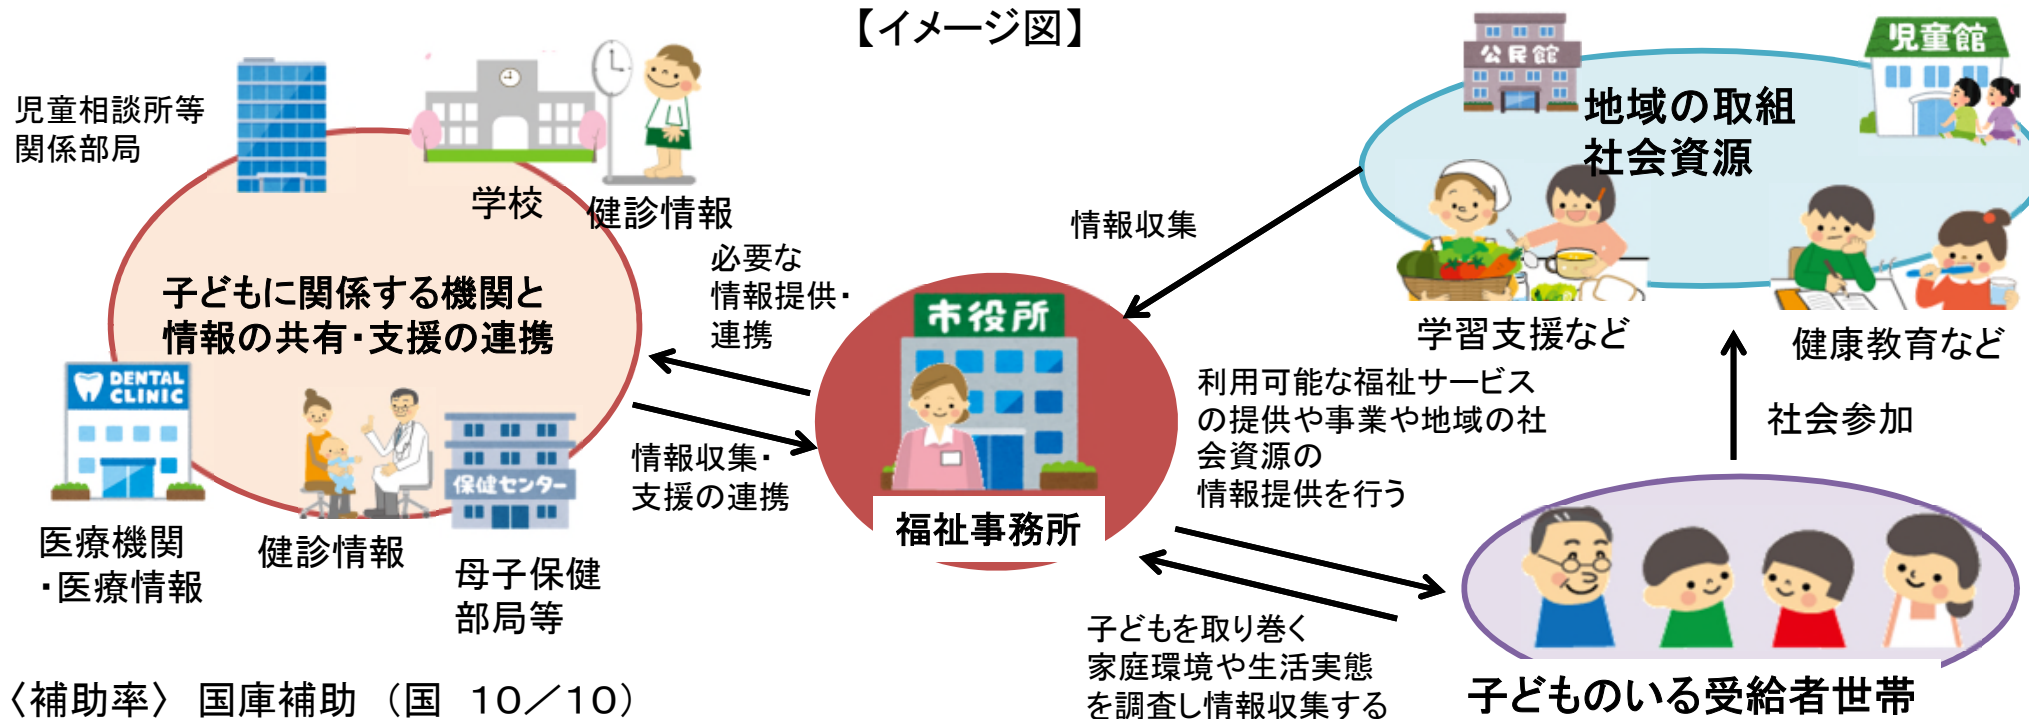 【イメージ図】
児童相談所等
関係部局
学校
健診情報
子どもに関係する機関と
情報の共有・支援の連携
DENTAL
CLINIC
保健センター
医療機関
・医療情報
健診情報
母子保健
部局等
必要な
情報提供・
連携
情報収集・
支援の連携
市役所
福祉事務所
情報収集
公民館
児童館
地域の取組
社会資源
学習支援など
健康教育など
利用可能な福祉サービス
の提供や事業や地域の社
会資源の
情報提供を行う
社会参加
子どもを取り巻く
家庭環境や生活実態
を調査し情報収集する
子どものいる受給者世帯
〈補助率〉 国庫補助 （国 10／10）